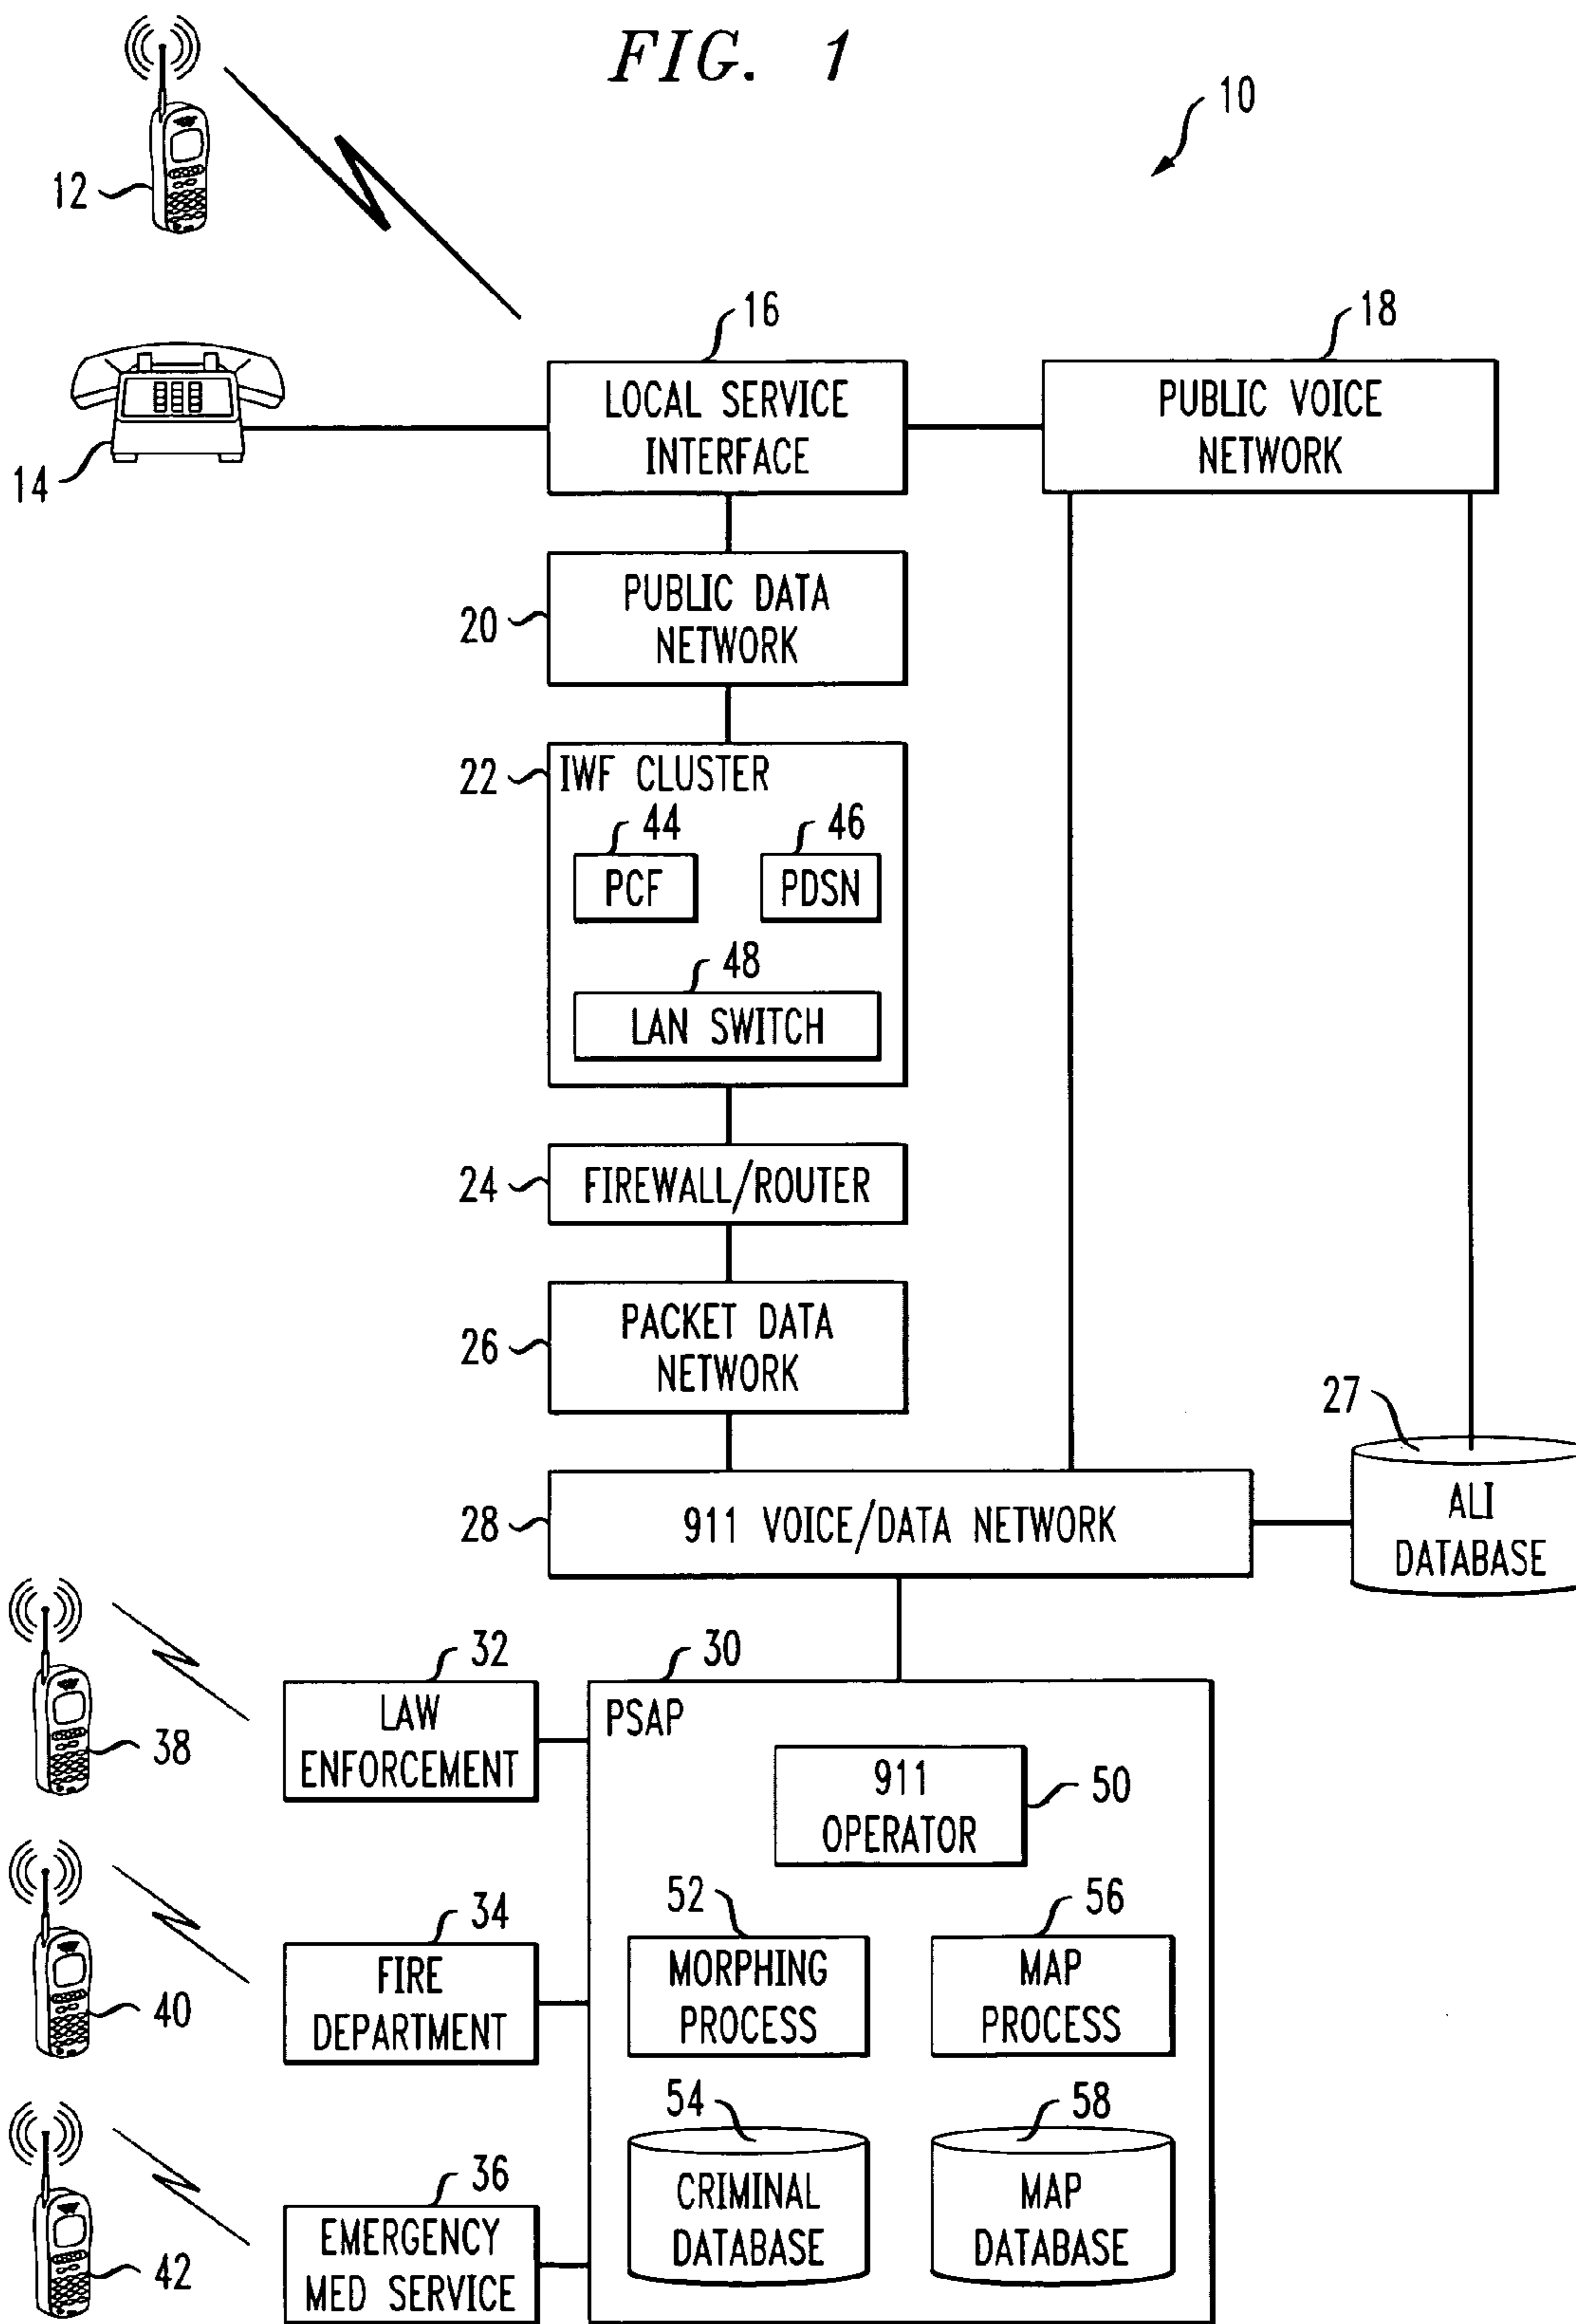 FIG. 1
10
12
16
18
LOCAL SERVICE
INTERFACE
PUBLIC VOICE
NETWORK
14
PUBLIC DATA
NETWORK
20
22
IWF CLUSTER
44
46
PCF
PDSN
48
LAN SWITCH
24
FIREWALL/ROUTER
PACKET DATA
NETWORK
26
27
28
911 VOICE/DATA NETWORK
ALI
DATABASE
32
30
LAW
ENFORCEMENT
PSAP
38
911
OPERATOR
50
52
56
34
FIRE
DEPARTMENT
MORPHING
PROCESS
MAP
PROCESS
40
54
58
36
CRIMINAL
DATABASE
MAP
DATABASE
EMERGENCY
MED SERVICE
42